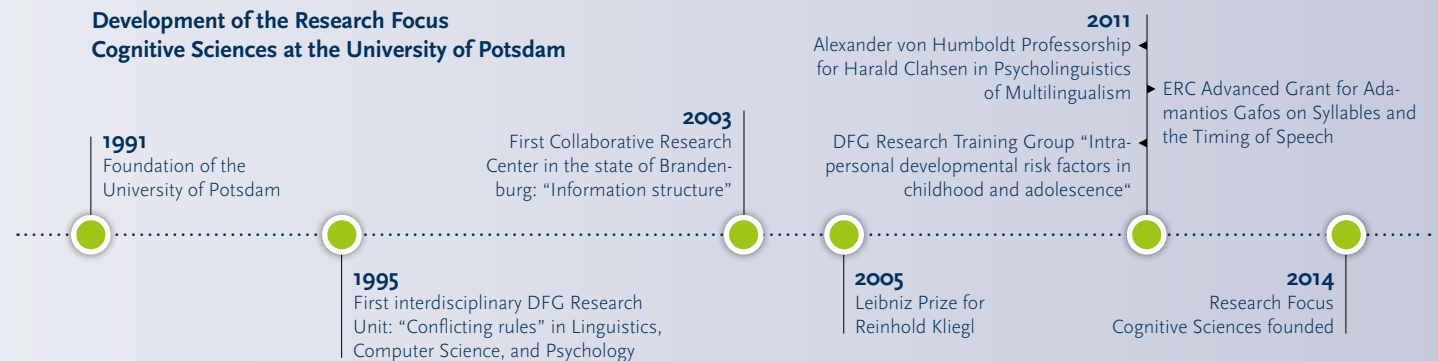 Development of the Research Focus
Cognitive Sciences at the University of Potsdam
1991
Foundation of the
University of Potsdam
1995
First interdisciplinary DFG Research
Unit: “Conflicting rules” in Linguistics,
Computer Science, and Psychology
2003
First Collaborative Research
Center in the state of Branden-
burg: “Information structure”
2005
Leibniz Prize for
Reinhold Kliegl
2011
Alexander von Humboldt Professorship
for Harald Clahsen in Psycholinguistics
of Multilingualism
ERC Advanced Grant for Ada-
mantios Gafos on Syllables and
the Timing of Speech
DFG Research Training Group “Intra-
personal developmental risk factors in
childhood and adolescence“
2014
Research Focus
Cognitive Sciences founded